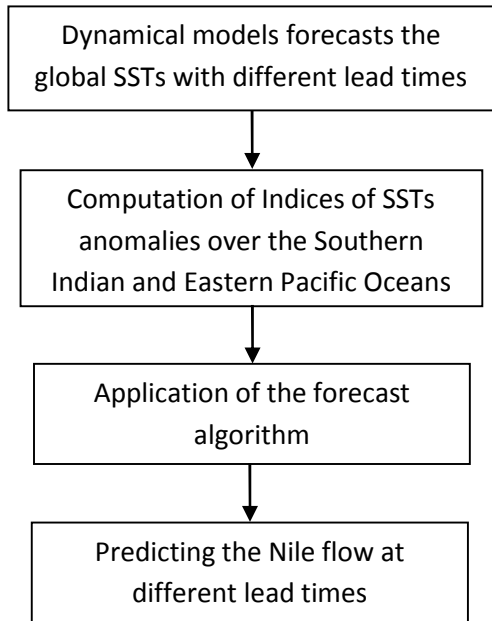 Dynamical models forecasts the
global SSTs with different lead times
Computation of Indices of SSTs
anomalies over the Southern
Indian and Eastern Pacific Oceans
Application of the forecast
algorithm
Predicting the Nile flow at
different lead times